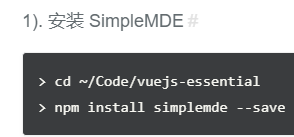 1). 安装 SimpleMDE #
> cd ~/Code/vuejs-essential
> npm install simplemde --save